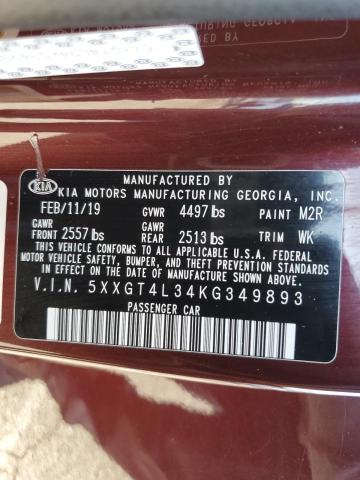 MANUFACTURED BY
KIA KIA MOTORS MANUFACTURING GEORGIA, INC.
FEB/11/19 GVWR 4497 lbs PAINT M2R
GAWR GAWR
FRONT 2557 lbs REAR 2513 lbs TRIM WK
THIS VEHICLE CONFORMS TO ALL APPLICABLE U.S.A. FEDERAL
MOTOR VEHICLE SAFETY, BUMPER, AND THEFT PREVENTION STANDARDS
IN EFFECT ON THE DATE OF MANUFACTURE SHOWN ABOVE.
V.I.N. 5XXGT4L34KG349893
PASSENGER CAR